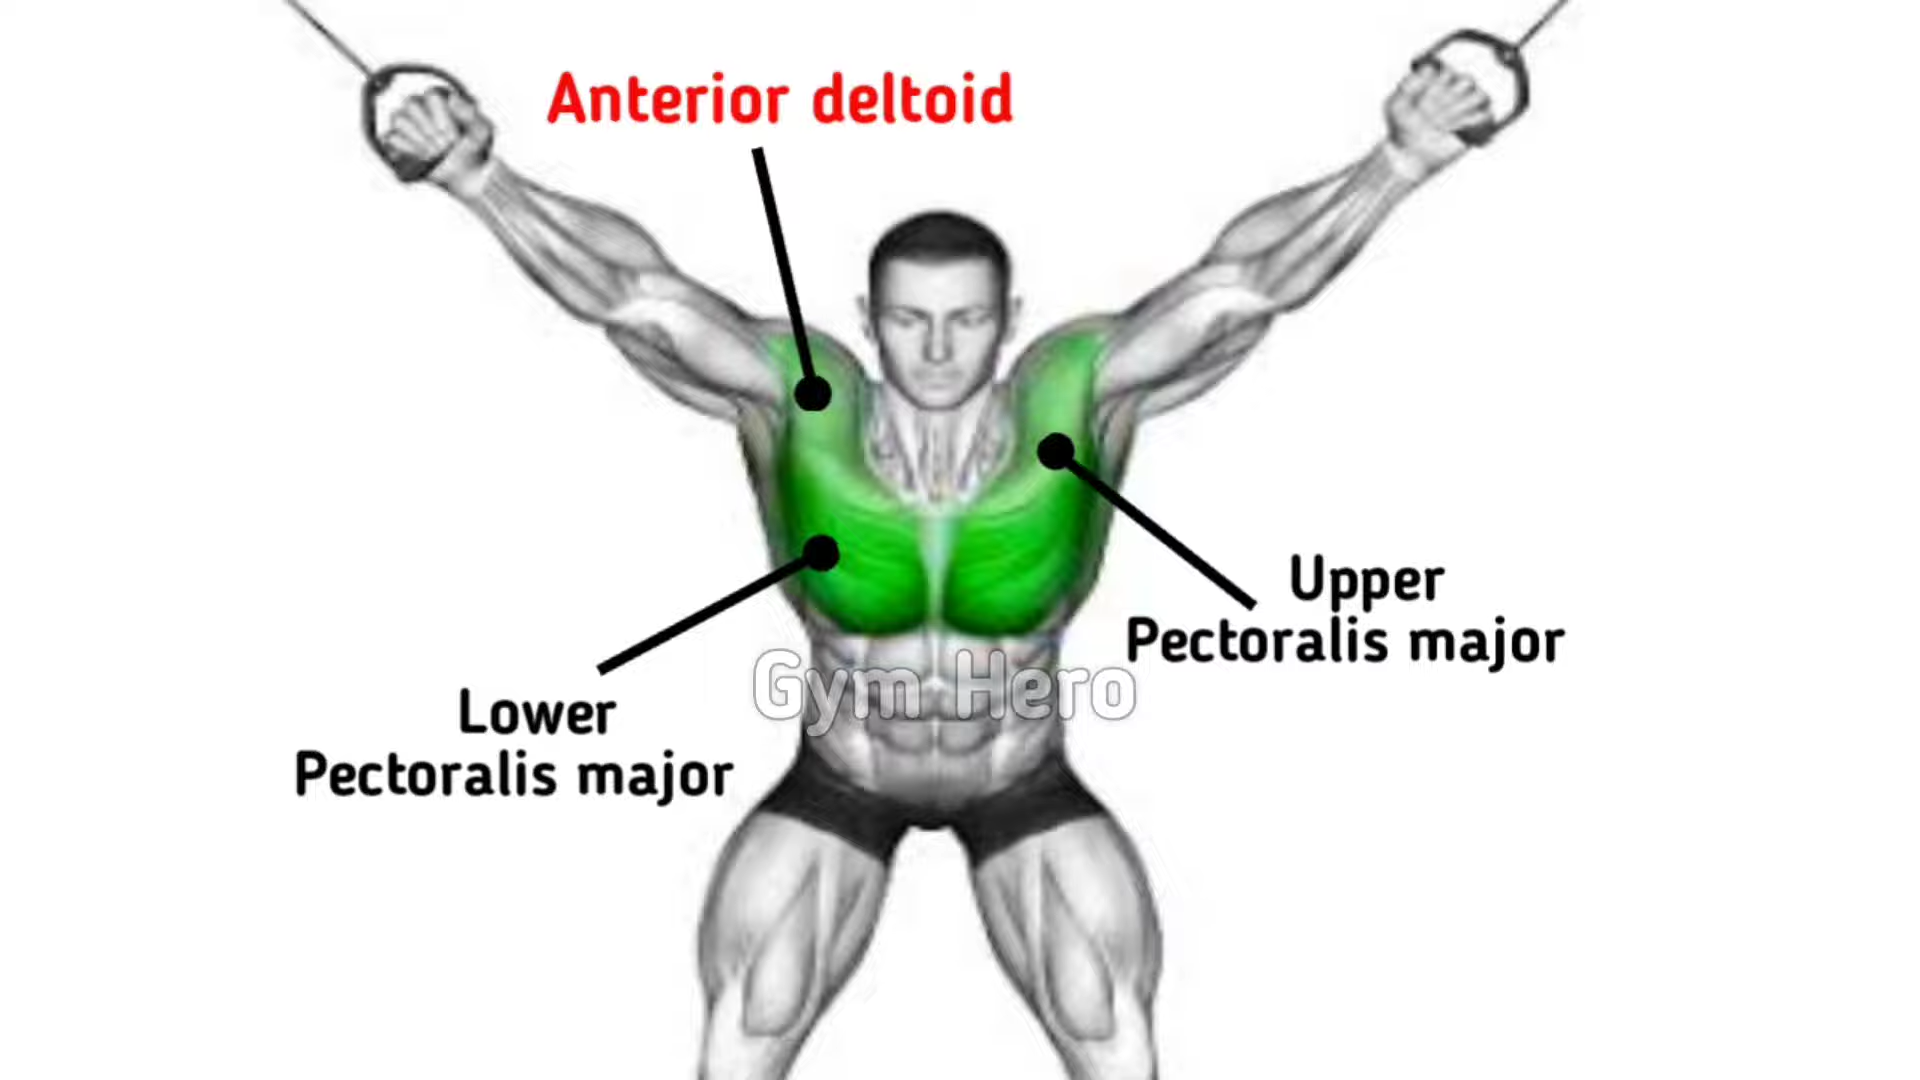 Anterior deltoid
Upper
Pectoralis major
Gym Hero
Lower
Pectoralis major